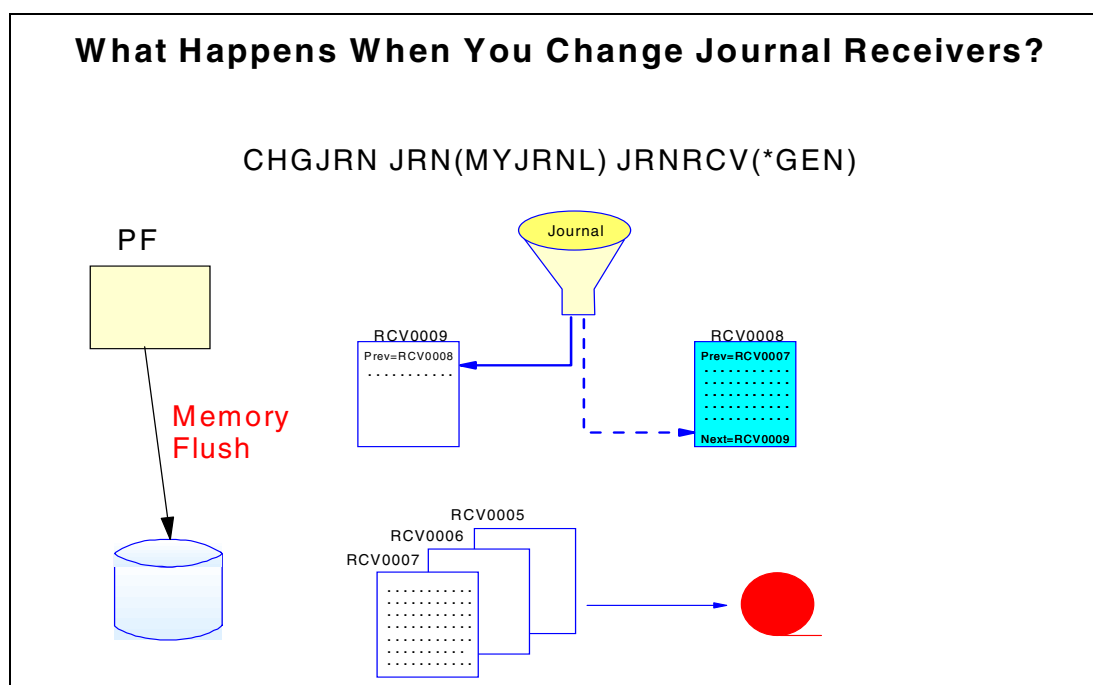 What Happens When You Change Journal Receivers?
CHGJRN JRN(MYJRNL) JRNRCV(*GEN)
PF
Journal
RCV0009
Prev=RCV0008
. . . . . . . . . . .
RCV0008
Prev=RCV0007
. . . . . . . . . . .
. . . . . . . . . . .
. . . . . . . . . . .
. . . . . . . . . . .
. . . . . . . . . . .
Next=RCV0009
Memory
Flush
RCV0005
RCV0006
RCV0007
. . . . . . . . . . .
. . . . . . . . . . .
. . . . . . . . . . .
. . . . . . . . . . .
. . . . . . . . . . .
. . . . . . . . . . .
. . . . . . . . . . .